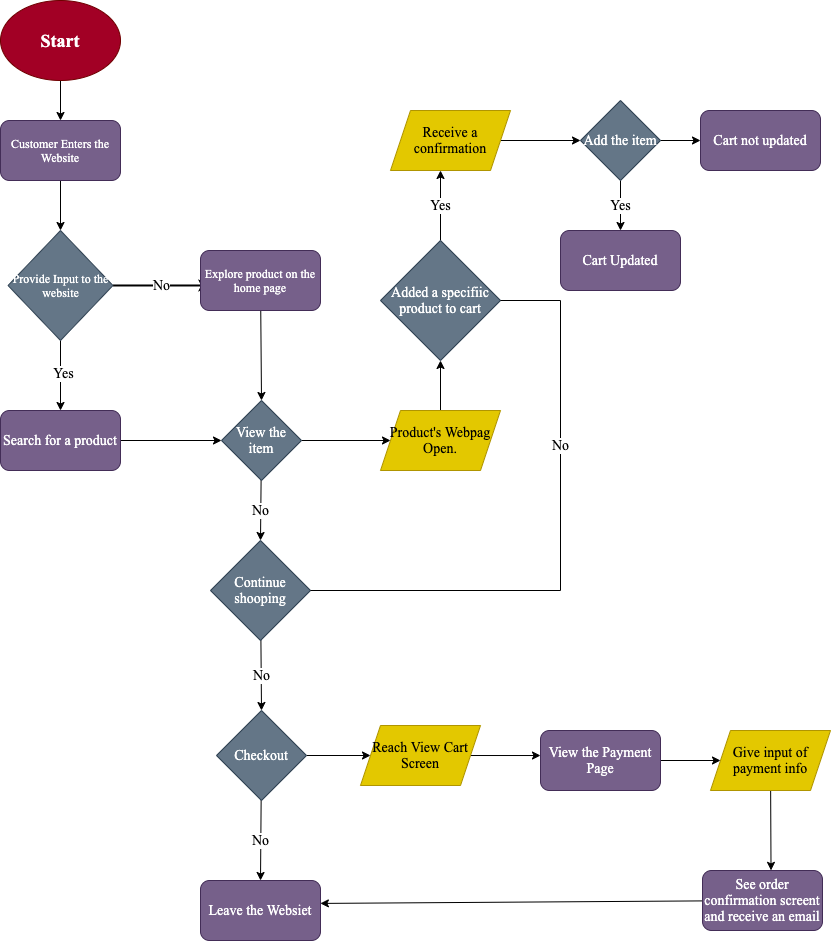 Start
Customer Enters the
Website
Provide Input to the
website
No
Explore product on the
home page
Yes
Search for a product
View the
item
Product's Webpag
Open.
Added a specifiic
product to cart
Yes
Receive a
confirmation
Add the item
Cart not updated
Yes
Cart Updated
No
No
Continue
shooping
No
Checkout
Reach View Cart
Screen
View the Payment
Page
Give input of
payment info
No
Leave the Websiet
See order
confirmation screent
and receive an email